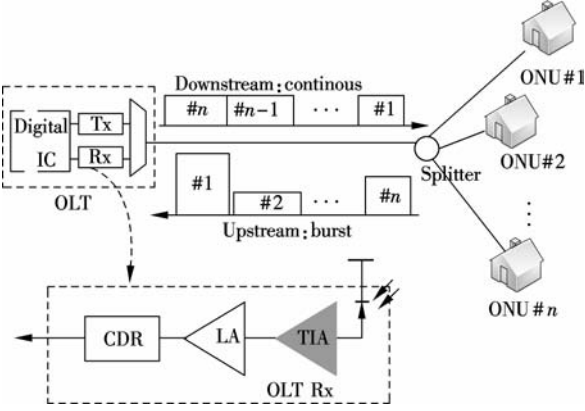 Downstream:continous
#n
#n-1
...
#1
Digital
IC
Tx
Rx
OLT
ONU#1
ONU#2
Splitter
#1
#2
...
#n
Upstream:burst
...
ONU#n
CDR
LA
TIA
OLT Rx